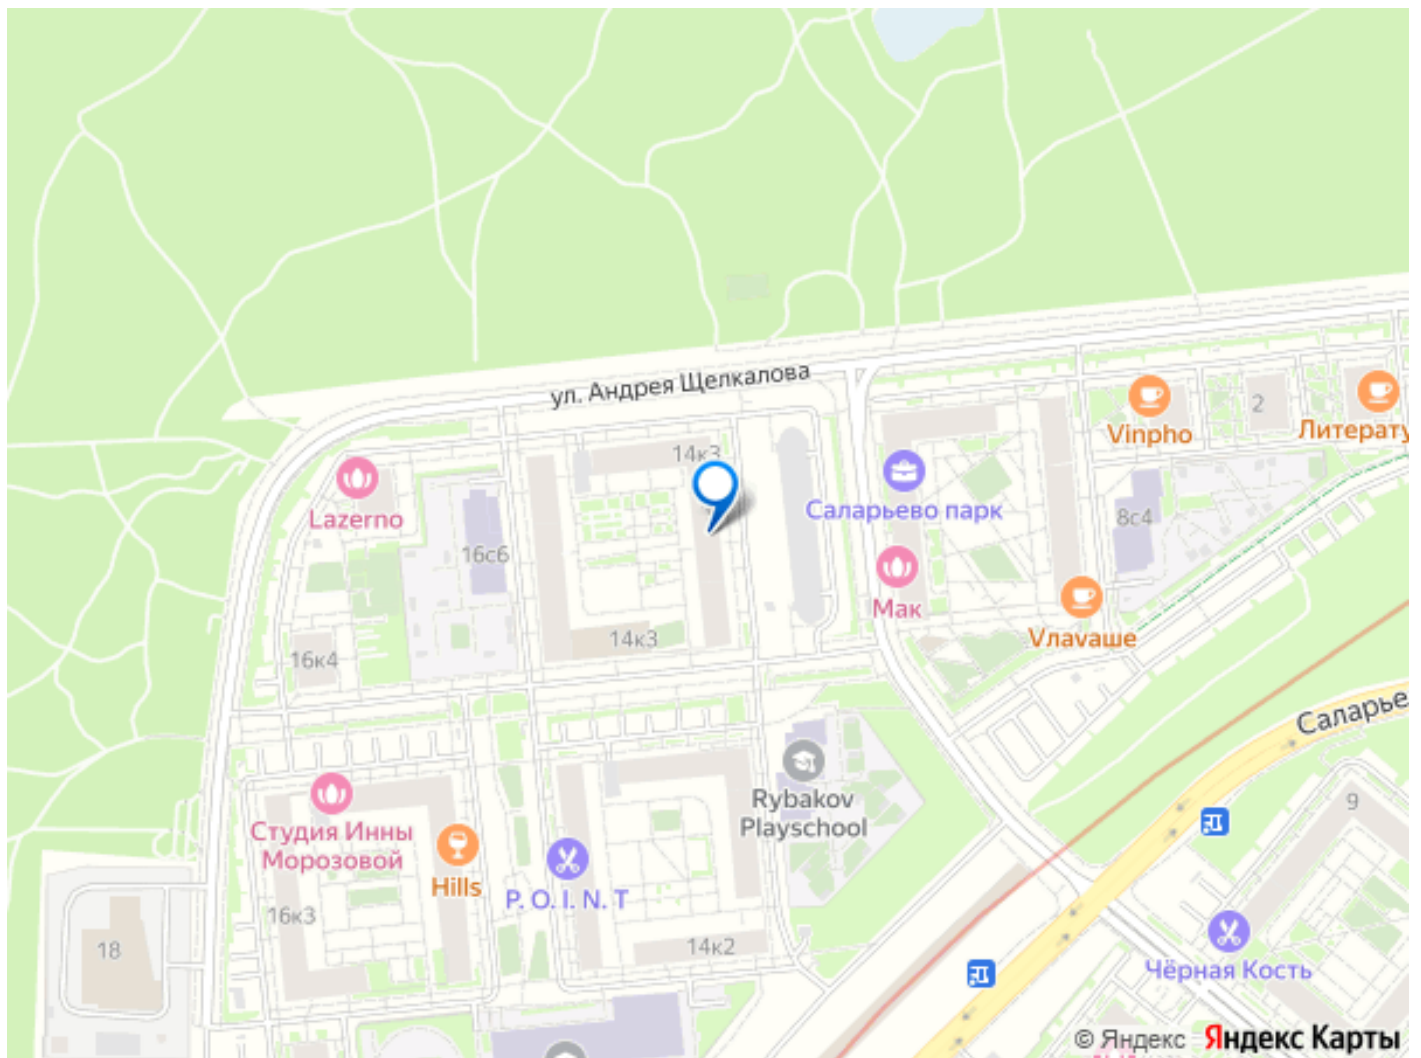 ул. Андрея Щелкалова
2
Vinpho
Литерату
14к3
Саларьево парк
Lazerno
8с4
16с6
Мак
Vлаvаше
14к3
16к4
Саларье
Rybakov
Playschool
9
Студия Инны
Морозовой
Hills
P. O. I. N. T
16к3
14к2
18
Чёрная Кость
© Яндекс Яндекс Карты